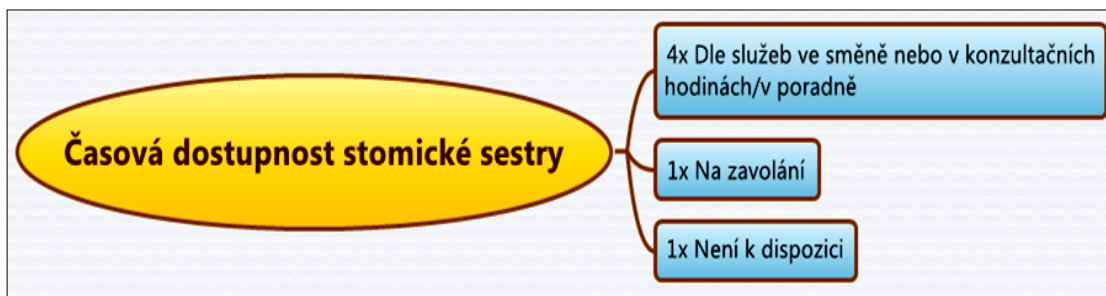 Časová dostupnost stomické sestry
4x Dle služeb ve směně nebo v konzultačních
hodinách/v poradně
1x Na zavolání
1x Není k dispozici